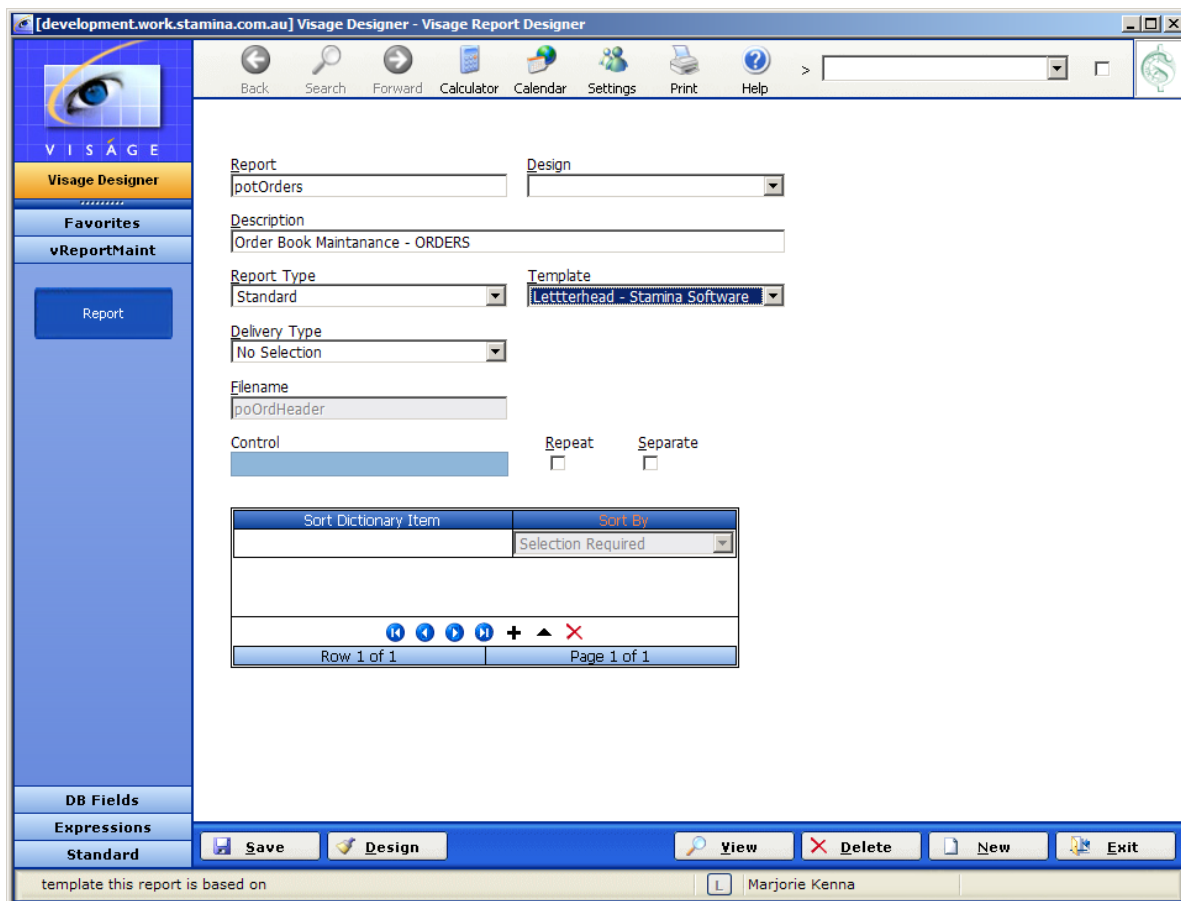 [development.work.stamina.com.au] Visage Designer - Visage Report Designer
Back Search Forward Calculator Calendar Settings Print Help >
VISÁGE
Visage Designer
Favorites
vReportMaint
Report
DB Fields
Expressions
Standard
Report Design
potOrders
Description
Order Book Maintanance - ORDERS
Report Type Template
Standard Lettterhead - Stamina Software
Delivery Type
No Selection
Filename
poOrdHeader
Control Repeat Separate
Sort Dictionary Item Sort By
Selection Required
Row 1 of 1 Page 1 of 1
Save Design View Delete New Exit
template this report is based on L Marjorie Kenna